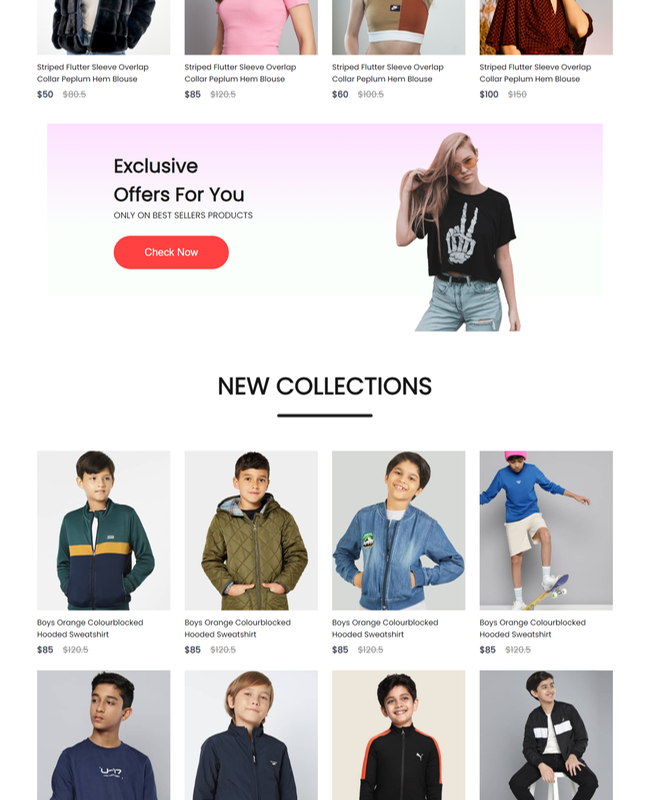 Striped Flutter Sleeve Overlap
Collar Peplum Hem Blouse
$50 $80.5
Striped Flutter Sleeve Overlap
Collar Peplum Hem Blouse
$85 $120.5
Striped Flutter Sleeve Overlap
Collar Peplum Hem Blouse
$60 $100.5
Striped Flutter Sleeve Overlap
Collar Peplum Hem Blouse
$100 $150
Exclusive
Offers For You
ONLY ON BEST SELLERS PRODUCTS
Check Now
NEW COLLECTIONS
Boys Orange Colourblocked
Hooded Sweatshirt
$85 $120.5
Boys Orange Colourblocked
Hooded Sweatshirt
$85 $120.5
Boys Orange Colourblocked
Hooded Sweatshirt
$85 $120.5
Boys Orange Colourblocked
Hooded Sweatshirt
$85 $120.5